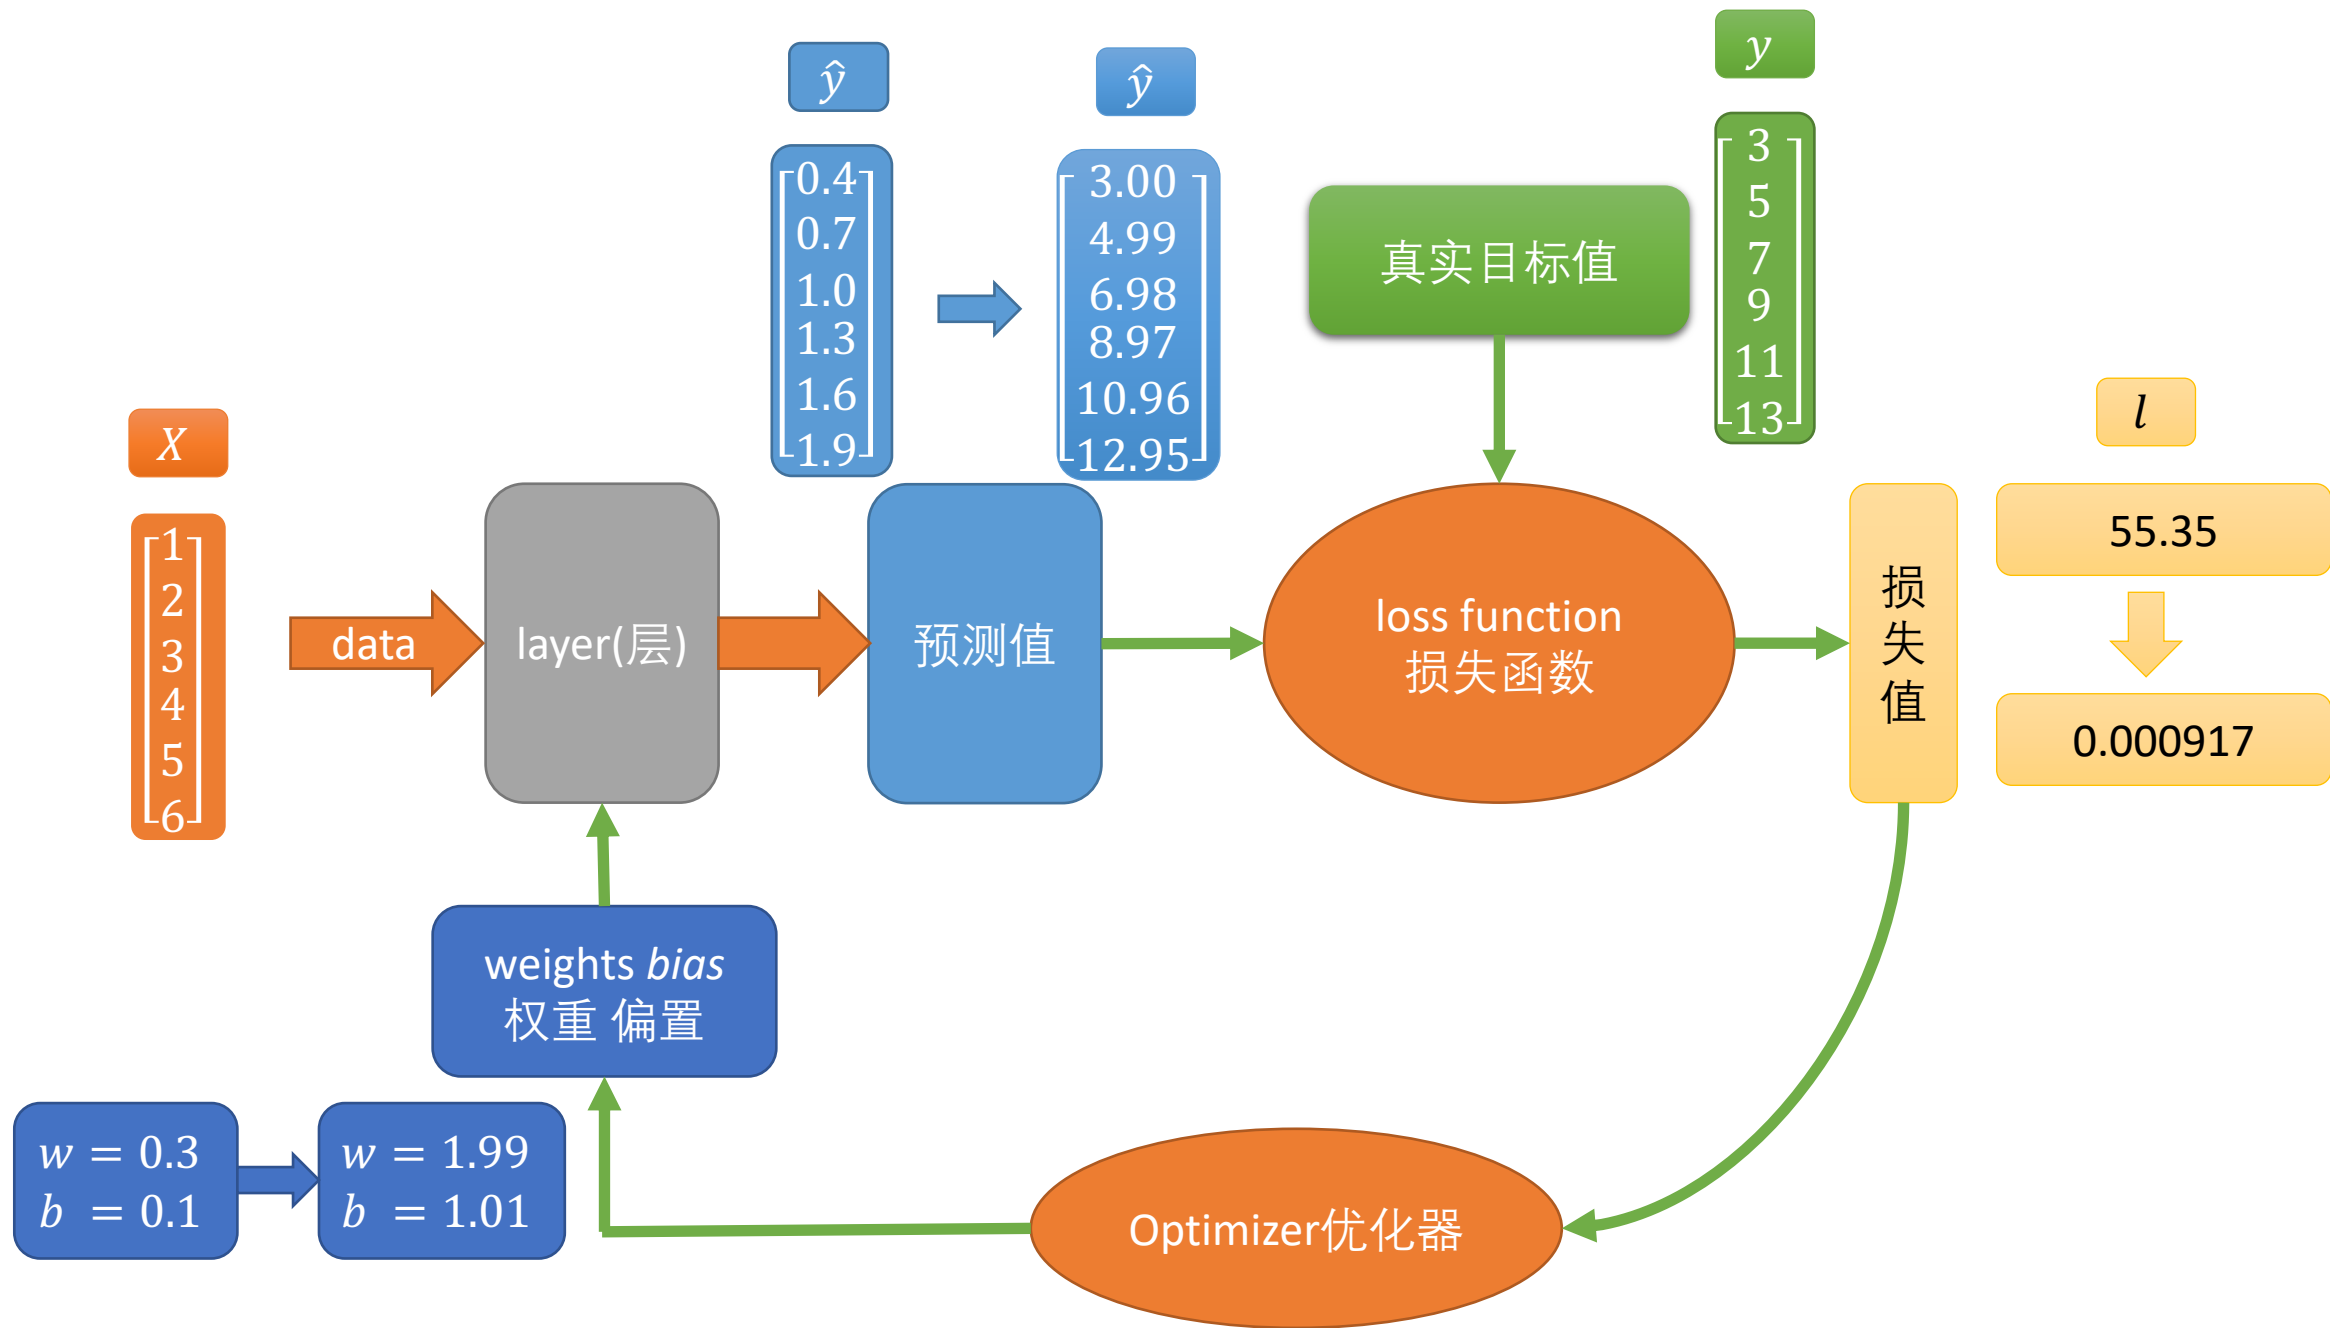 ŷ
0.4
0.7
1.0
1.3
1.6
1.9
ŷ
3.00
4.99
6.98
8.97
10.96
12.95
真实目标值
y
3
5
7
9
11
13
X
1
2
3
4
5
6
data
layer(层)
预测值
loss function
损失函数
损
失
值
l
55.35
0.000917
weights bias
权重 偏置
w = 0.3
b = 0.1
w = 1.99
b = 1.01
Optimizer优化器